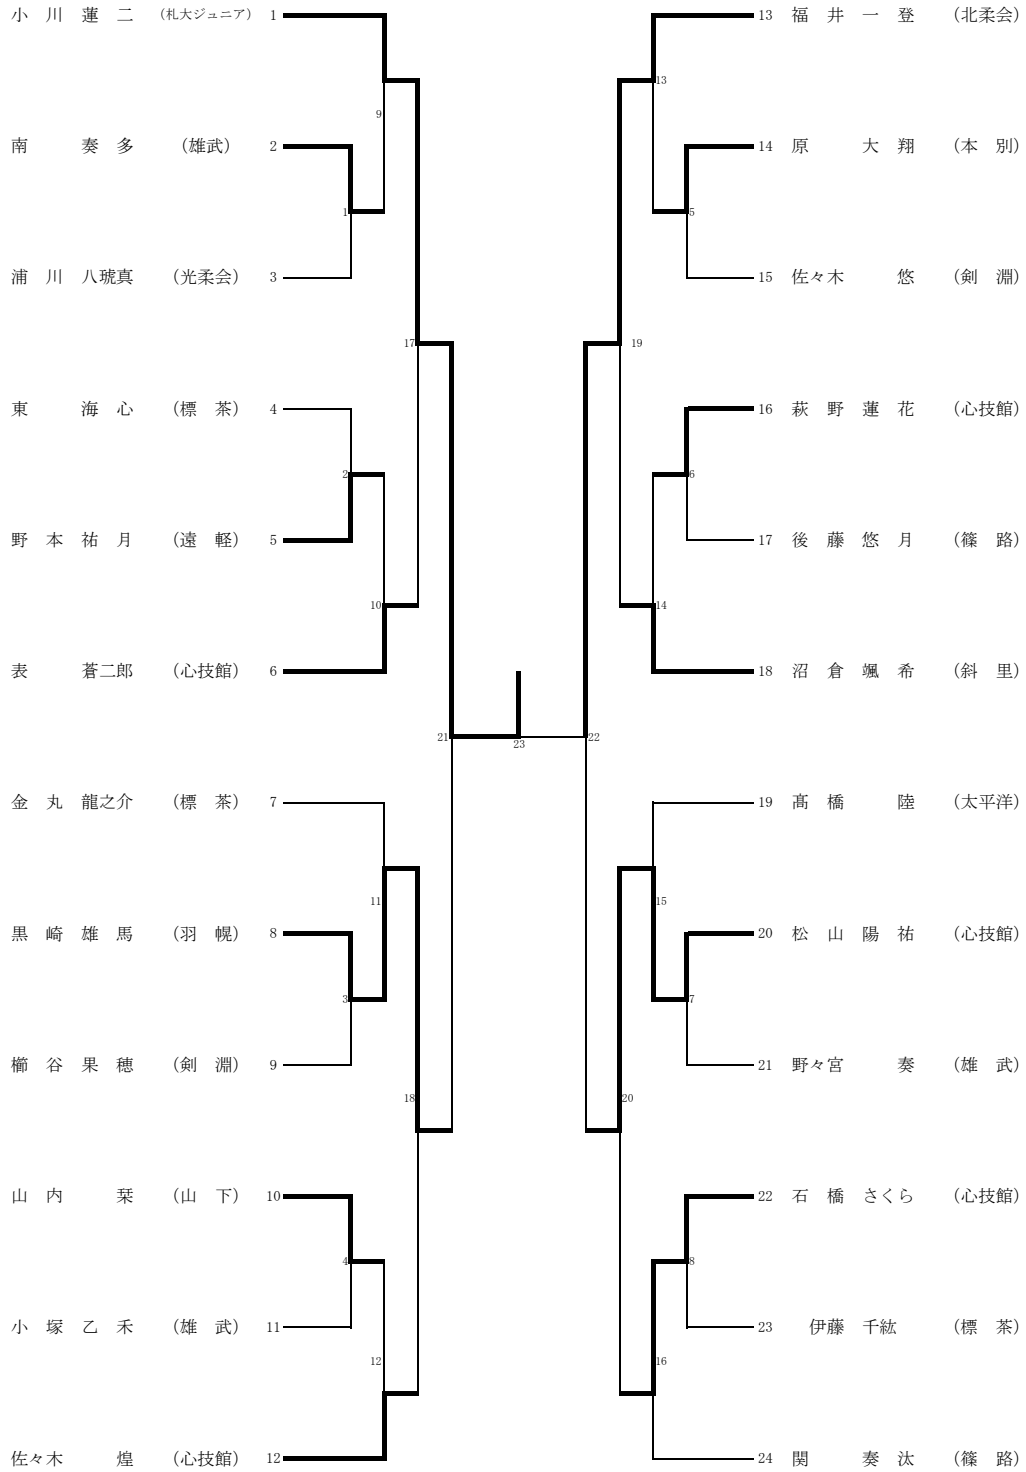 小 川 蓮 二 （札大ジュニア） 1
9
南 奏 多 （雄武） 2
1
浦 川 八琥真 （光柔会） 3
17
東 海 心 （標 茶） 4
2
野 本 祐 月 （遠 軽） 5
10
表 蒼二郎 （心技館） 6
21
金 丸 龍之介 （標 茶） 7
11
黒 崎 雄 馬 （羽 幌） 8
3
櫛 谷 果 穂 （剣 淵） 9
18
山 内 栞 （山 下） 10
4
小 塚 乙 禾 （雄 武） 11
12
佐々木 煌 （心技館） 12
23
13 福 井 一 登 （北柔会）
13
14 原 大 翔 （本 別）
5
15 佐々木 悠 （剣 淵）
19
16 萩 野 蓮 花 （心技館）
6
17 後 藤 悠 月 （篠 路）
14
18 沼 倉 颯 希 （斜 里）
22
19 髙 橋 陸 （太平洋）
15
20 松 山 陽 祐 （心技館）
7
21 野々宮 奏 （雄 武）
20
22 石 橋 さくら （心技館）
8
23 伊藤 千紘 （標 茶）
16
24 関 奏 汰 （篠 路）